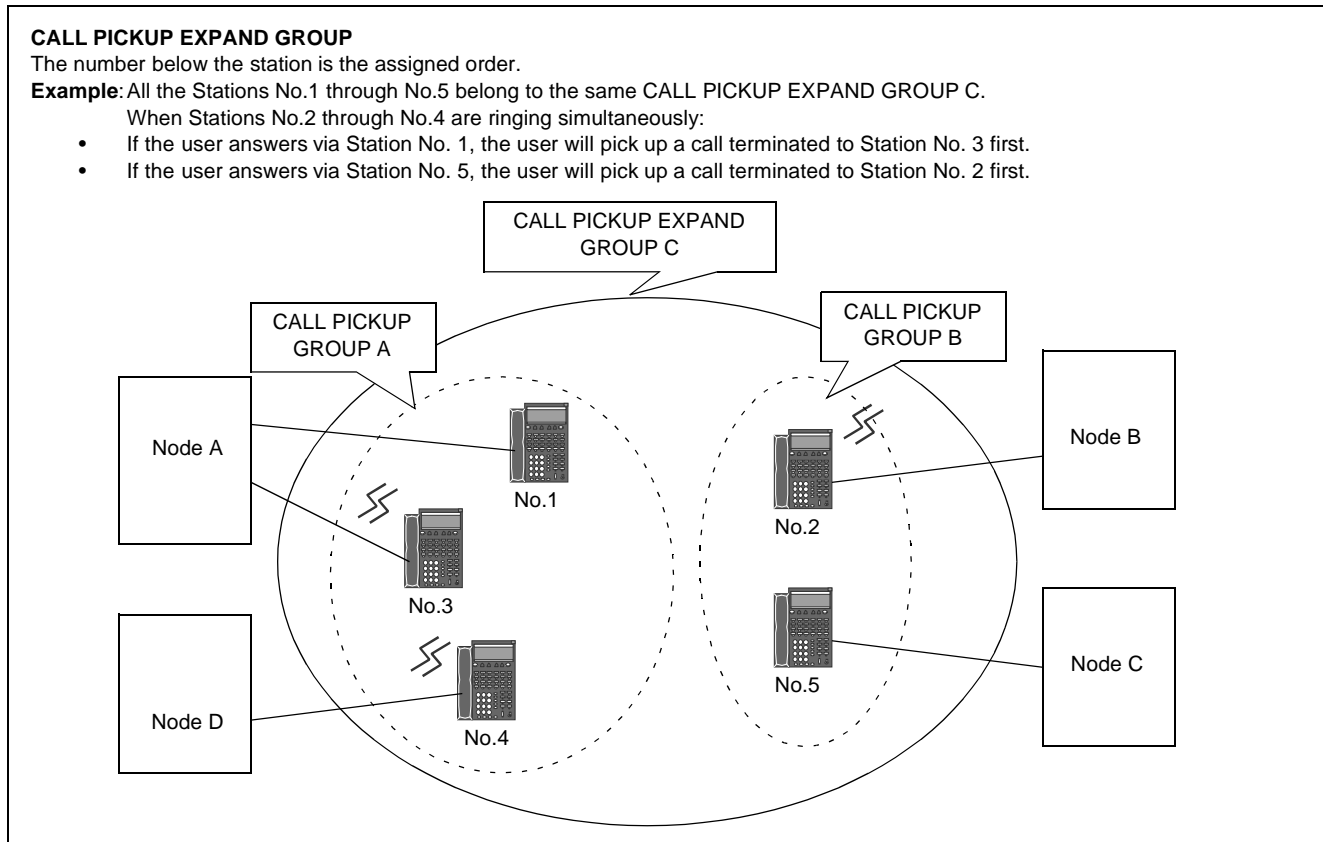 CALL PICKUP EXPAND GROUP
The number below the station is the assigned order.
Example: All the Stations No.1 through No.5 belong to the same CALL PICKUP EXPAND GROUP C.
When Stations No.2 through No.4 are ringing simultaneously:
• If the user answers via Station No. 1, the user will pick up a call terminated to Station No. 3 first.
• If the user answers via Station No. 5, the user will pick up a call terminated to Station No. 2 first.
CALL PICKUP EXPAND
GROUP C
CALL PICKUP
GROUP A
CALL PICKUP
GROUP B
Node A
Node B
No.1
No.2
No.3
No.4
No.5
Node D
Node C